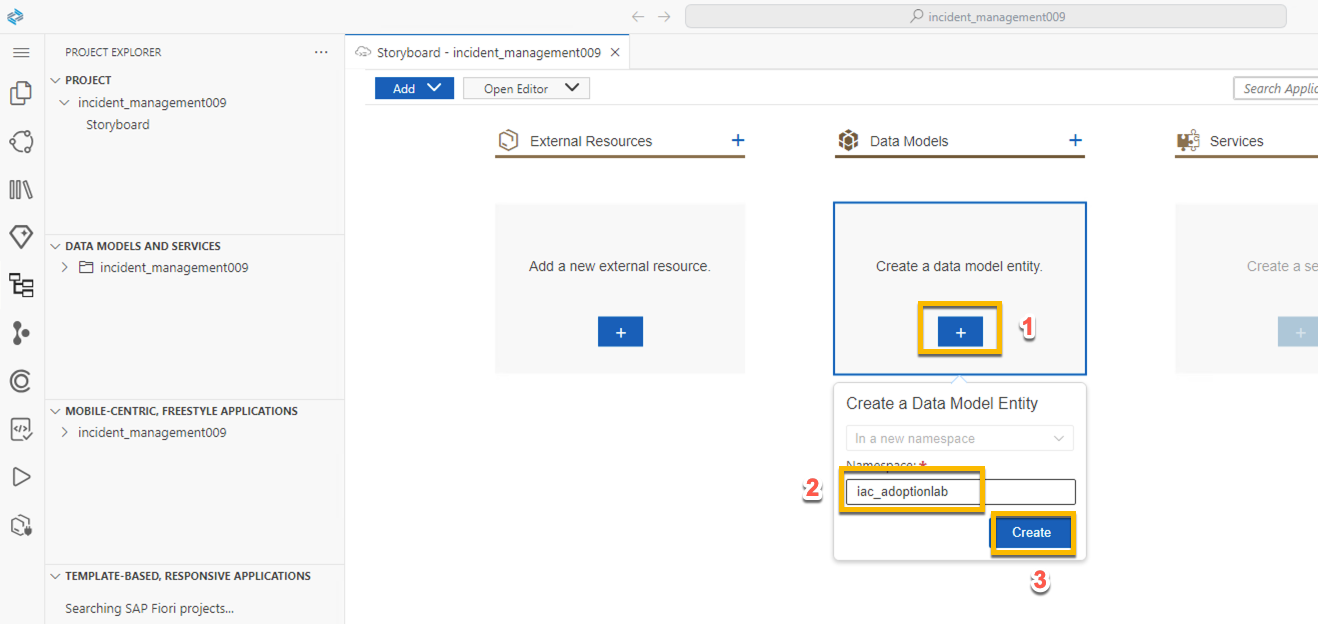 incident_management009
PROJECT EXPLORER
Storyboard - incident_management009
PROJECT
incident_management009
Storyboard
Add
Open Editor
Search Applic
External Resources
Data Models
Services
DATA MODELS AND SERVICES
incident_management009
Add a new external resource.
Create a data model entity.
Create a se
1
Create a Data Model Entity
In a new namespace
Namespace: *
2
iac_adoptionlab
Create
3
MOBILE-CENTRIC, FREESTYLE APPLICATIONS
incident_management009
TEMPLATE-BASED, RESPONSIVE APPLICATIONS
Searching SAP Fiori projects...